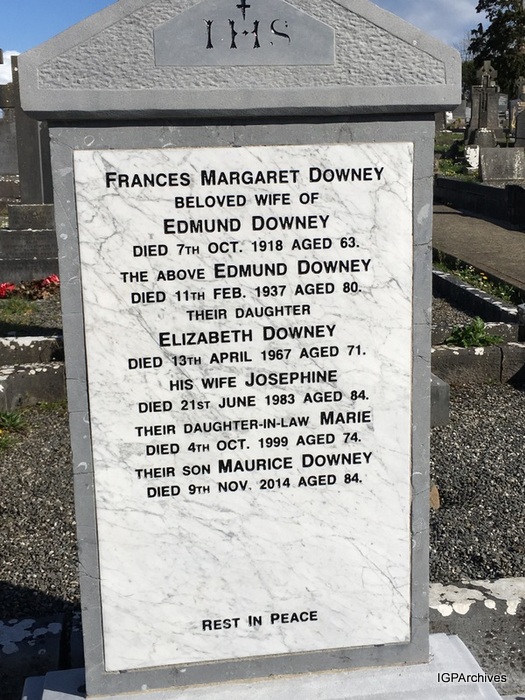 IHS
FRANCES MARGARET DOWNEY
BELOVED WIFE OF
EDMUND DOWNEY
DIED 7TH OCT. 1918 AGED 63.
THE ABOVE EDMUND DOWNEY
DIED 11TH FEB. 1937 AGED 80.
THEIR DAUGHTER
ELIZABETH DOWNEY
DIED 13TH APRIL 1967 AGED 71.
HIS WIFE JOSEPHINE
DIED 21ST JUNE 1983 AGED 84.
THEIR DAUGHTER-IN-LAW MARIE
DIED 4TH OCT. 1999 AGED 74.
THEIR SON MAURICE DOWNEY
DIED 9TH NOV. 2014 AGED 84.
REST IN PEACE
IGPArchives